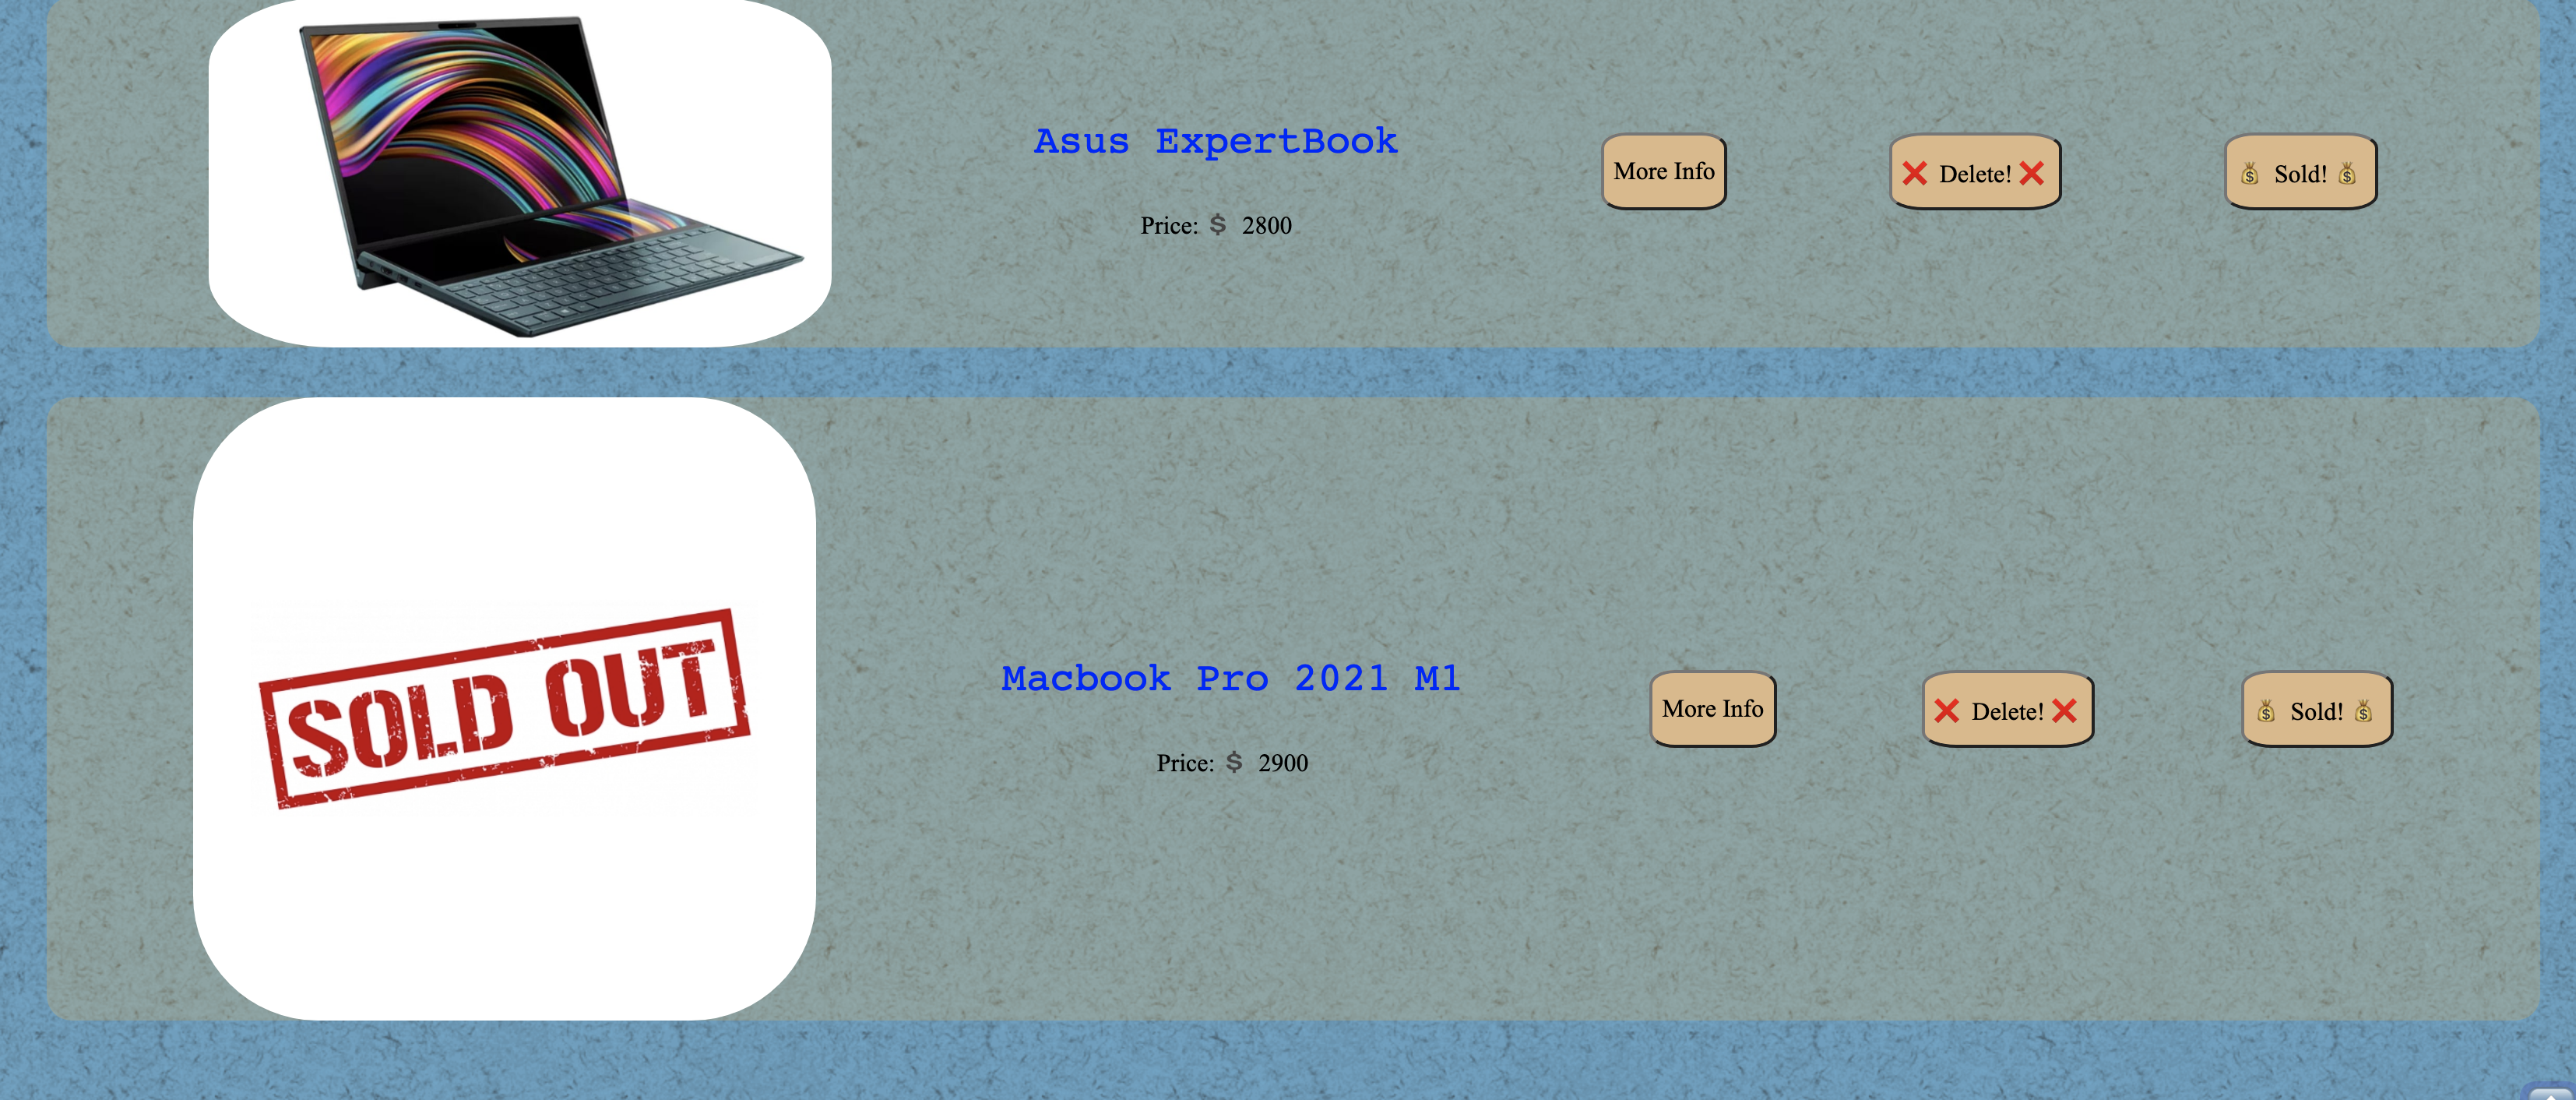 Asus ExpertBook
More Info
❌ Delete! ❌
💰 Sold! 💰
Price: 💲 2800
SOLD OUT
Macbook Pro 2021 M1
More Info
❌ Delete! ❌
💰 Sold! 💰
Price: 💲 2900